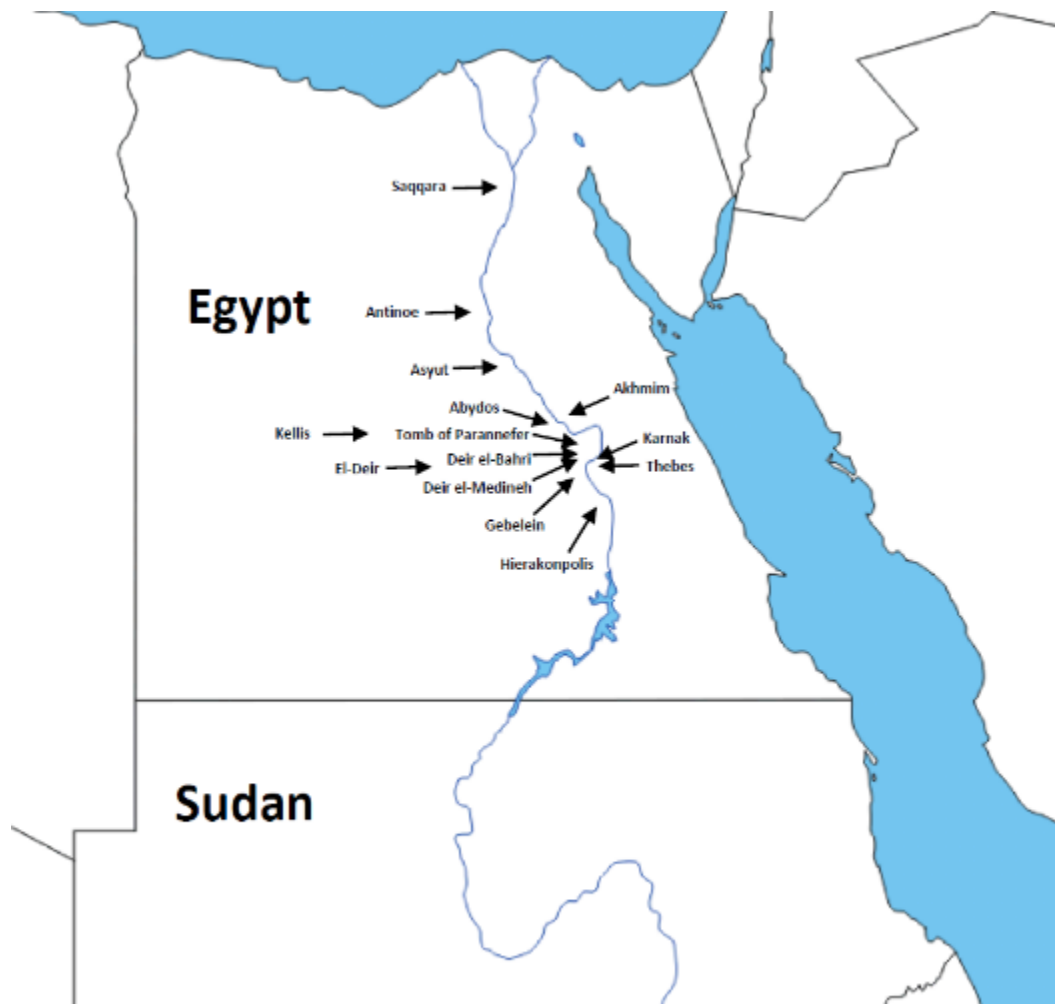 Saqqara
Egypt
Antinoe
Asyut
Akhmim
Abydos
Kellis
Tomb of Parannefer
Karnak
Deir el-Bahri
El-Deir
Thebes
Deir el-Medineh
Gebelein
Hierakonpolis
Sudan